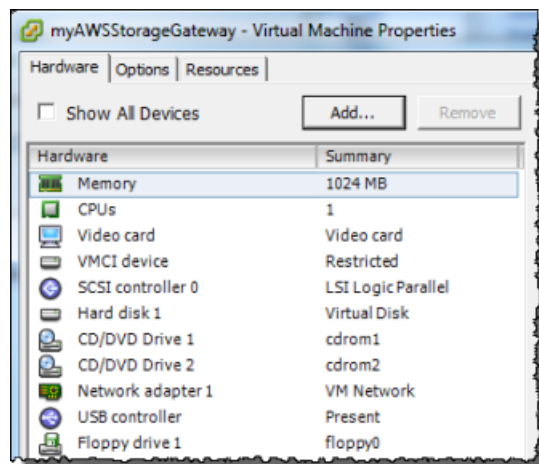 myAWSStorageGateway - Virtual Machine Properties
Hardware Options Resources
Show All Devices Add... Remove
Hardware Summary
Memory 1024 MB
CPUs 1
Video card Video card
VMCI device Restricted
SCSI controller 0 LSI Logic Parallel
Hard disk 1 Virtual Disk
CD/DVD Drive 1 cdrom1
CD/DVD Drive 2 cdrom2
Network adapter 1 VM Network
USB controller Present
Floppy drive 1 floppy0